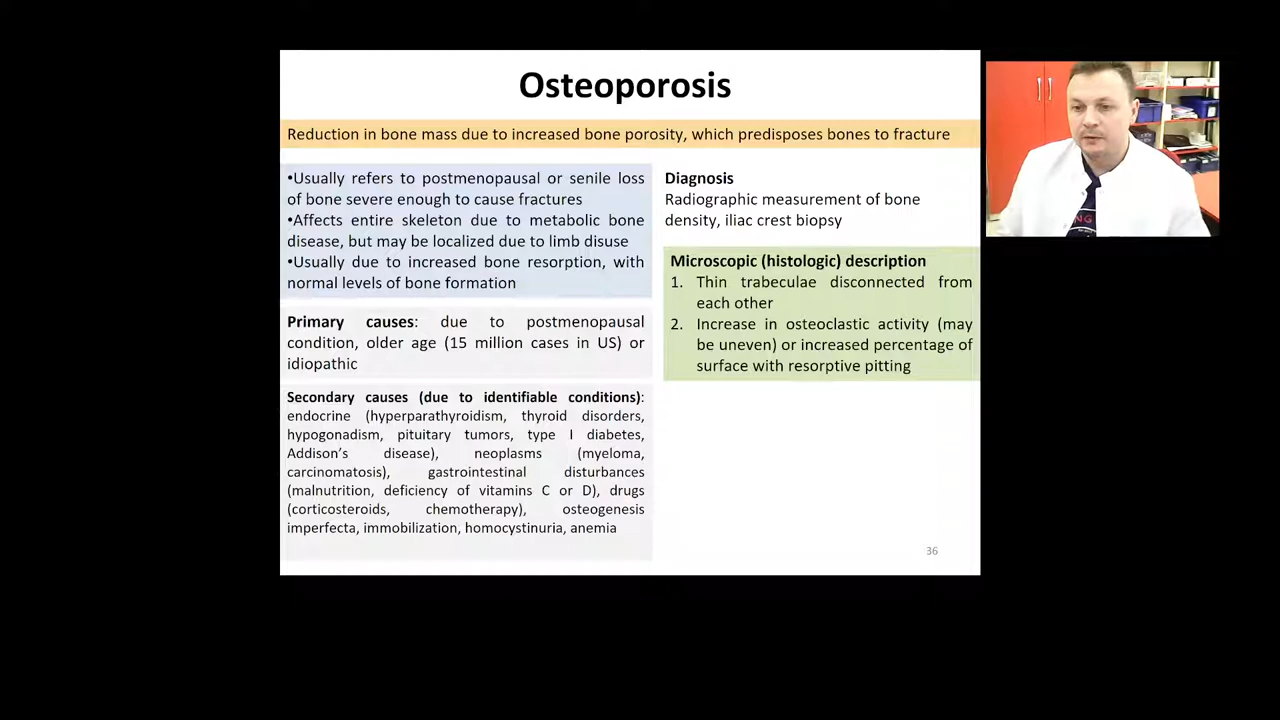 Osteoporosis
Reduction in bone mass due to increased bone porosity, which predisposes bones to fracture
•Usually refers to postmenopausal or senile loss
of bone severe enough to cause fractures
•Affects entire skeleton due to metabolic bone
disease, but may be localized due to limb disuse
•Usually due to increased bone resorption, with
normal levels of bone formation
Primary causes: due to postmenopausal
condition, older age (15 million cases in US) or
idiopathic
Secondary causes (due to identifiable conditions):
endocrine (hyperparathyroidism, thyroid disorders,
hypogonadism, pituitary tumors, type I diabetes,
Addison's disease), neoplasms (myeloma,
carcinomatosis), gastrointestinal disturbances
(malnutrition, deficiency of vitamins C or D), drugs
(corticosteroids, chemotherapy), osteogenesis
imperfecta, immobilization, homocystinuria, anemia
Diagnosis
Radiographic measurement of bone
density, iliac crest biopsy
Microscopic (histologic) description
1. Thin trabeculae disconnected from
each other
2. Increase in osteoclastic activity (may
be uneven) or increased percentage of
surface with resorptive pitting
36